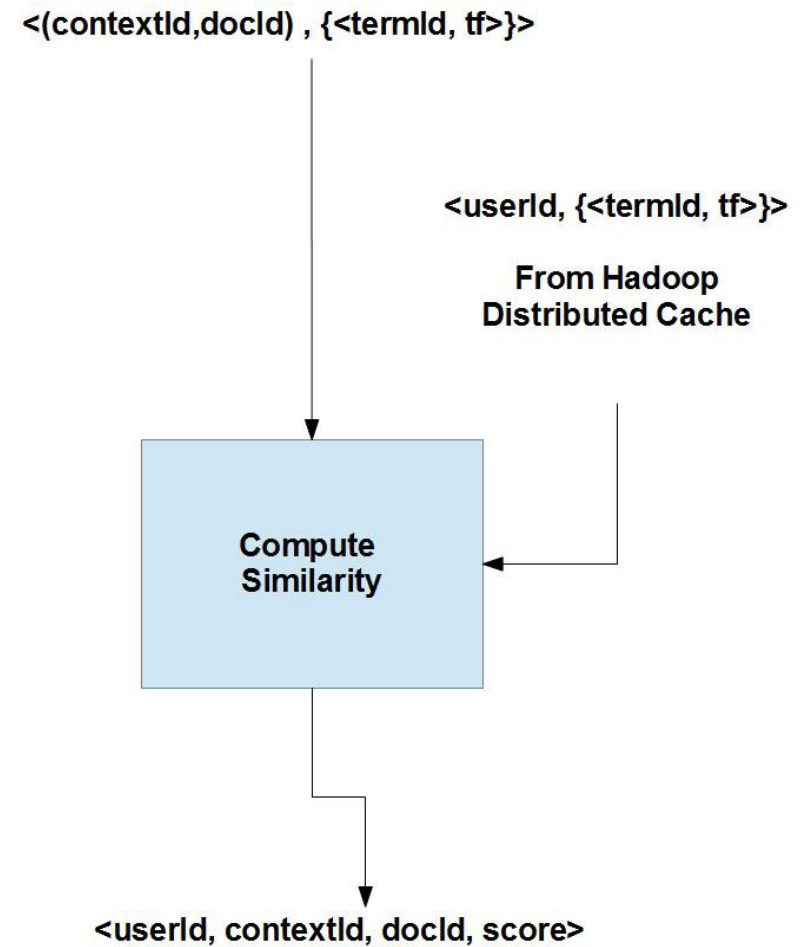 <(contextId,docId) , {<termId, tf>}>
<userId, {<termId, tf>}>
From Hadoop
Distributed Cache
Compute
Similarity
<userId, contextId, docId, score>